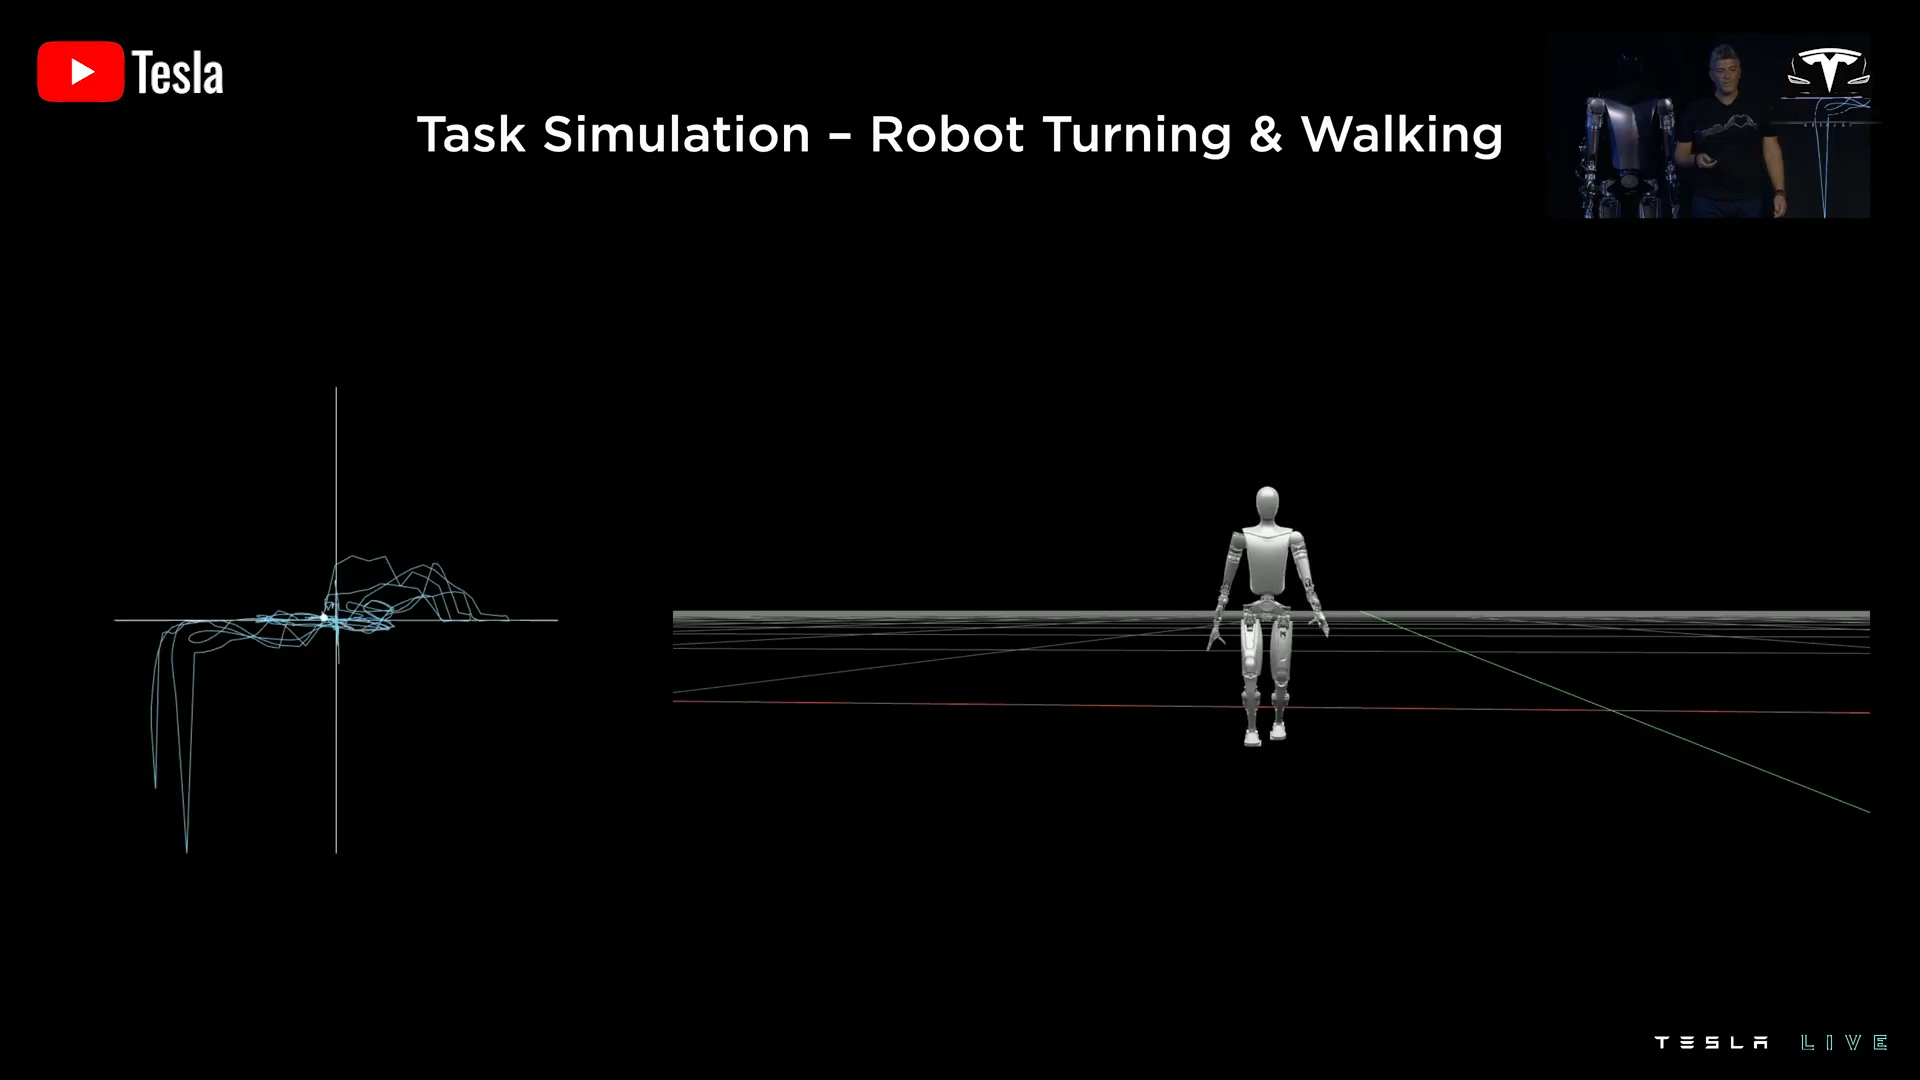 Tesla
Task Simulation – Robot Turning & Walking
TESLA LIVE